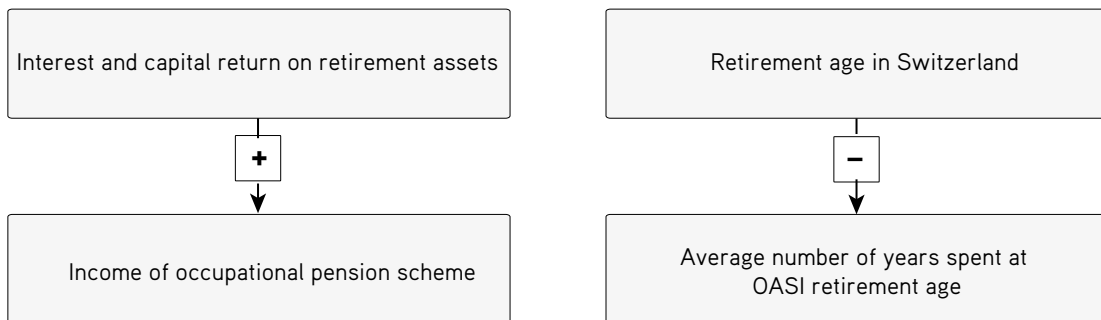 Interest and capital return on retirement assets
Retirement age in Switzerland
+
–
Income of occupational pension scheme
Average number of years spent at
OASI retirement age